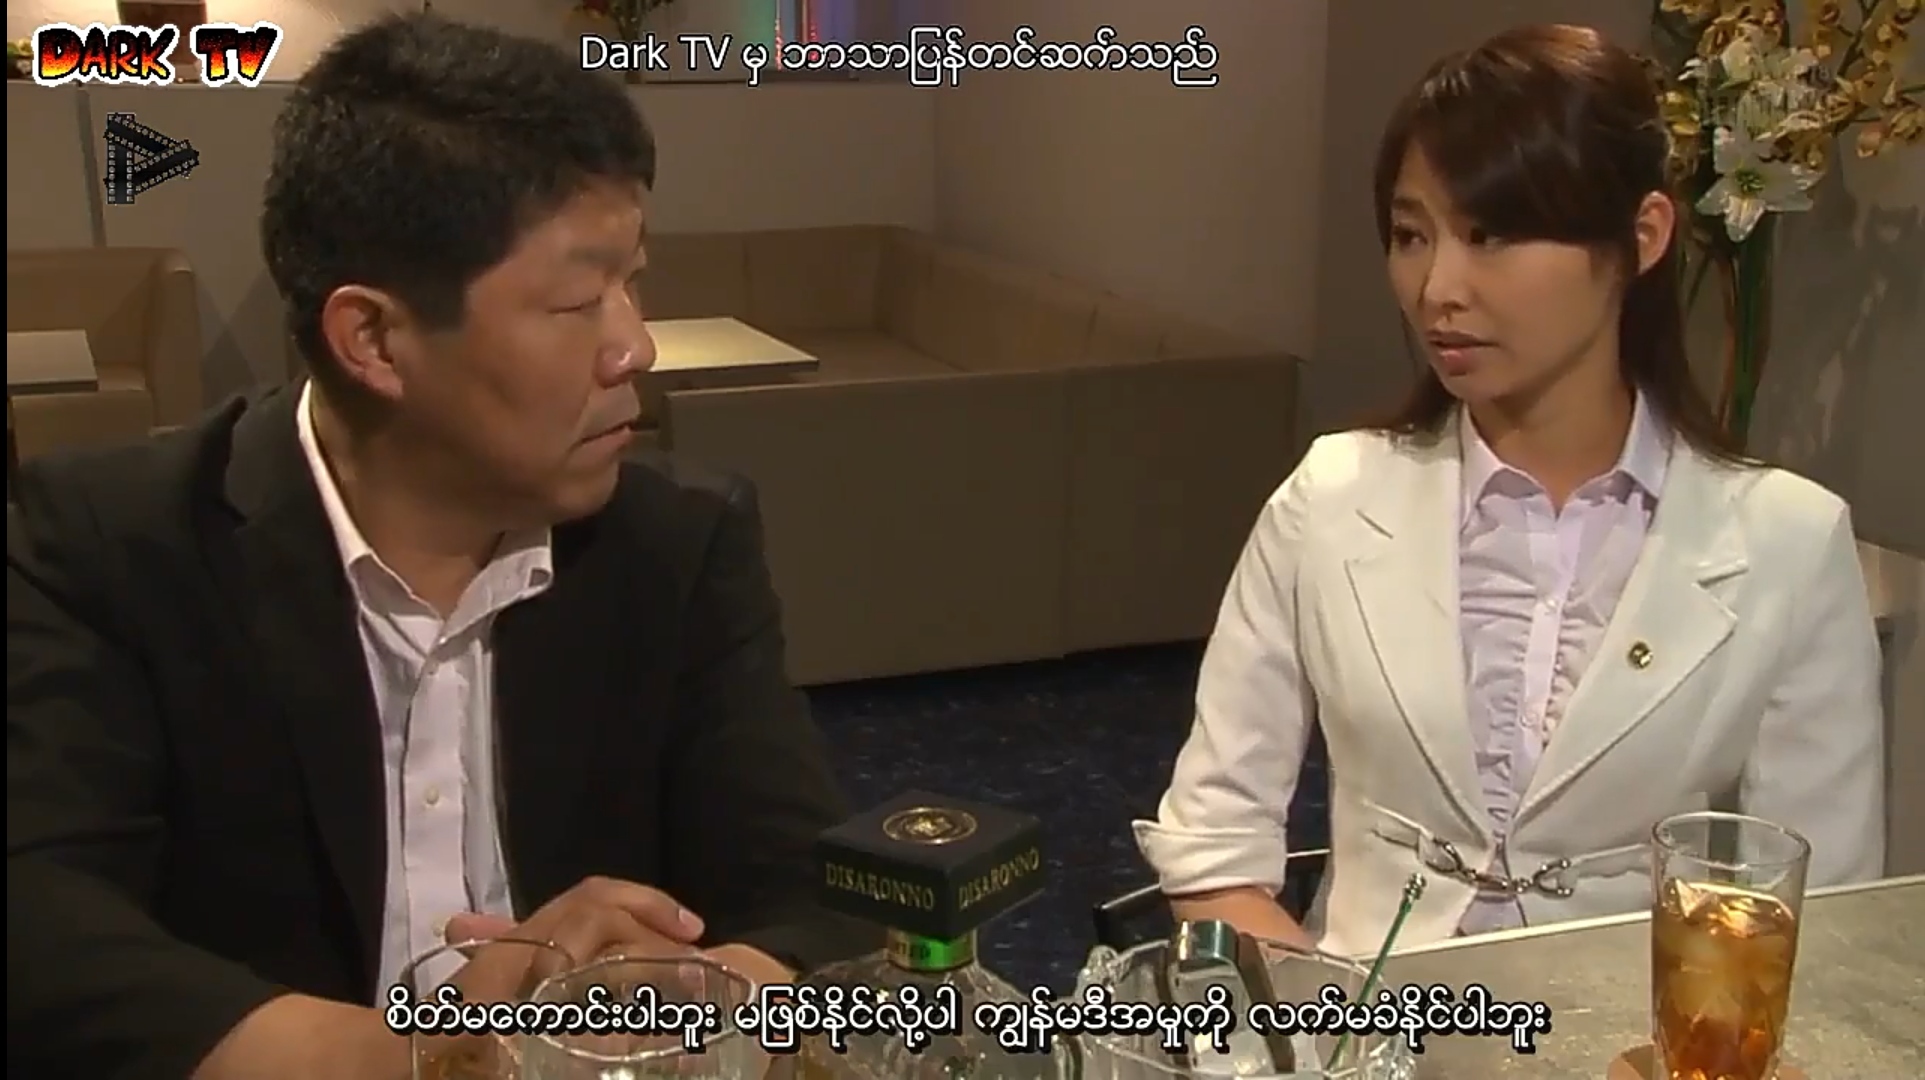 DARK TV
Dark TV မှ ဘာသာပြန်တင်ဆက်သည်
DISARONNO DISARONNO
စိတ်မကောင်းပါဘူး မဖြစ်နိုင်လို့ပါ ကျွန်မဒီအမှုကို လက်မခံနိုင်ပါဘူး